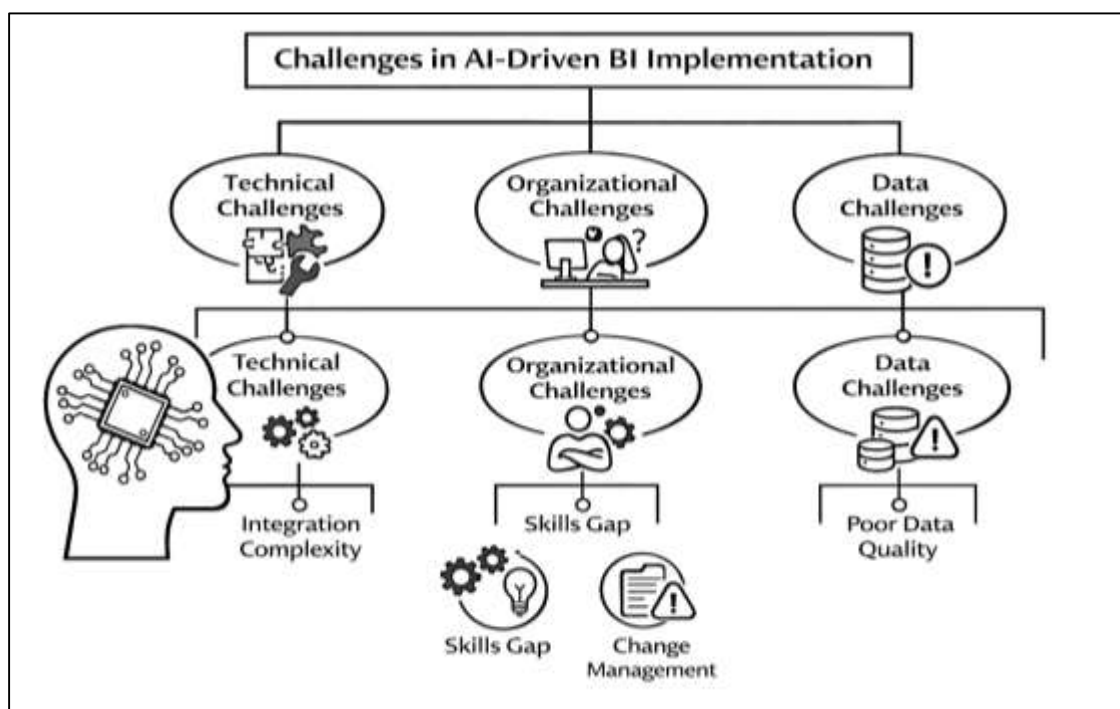 Challenges in AI-Driven BI Implementation
Technical
Challenges
Organizational
Challenges
?
Data
Challenges
!
Technical
Challenges
Organizational
Challenges
Data
Challenges
!
Integration
Complexity
Skills Gap
Poor Data
Quality
!
Skills Gap
Change
Management